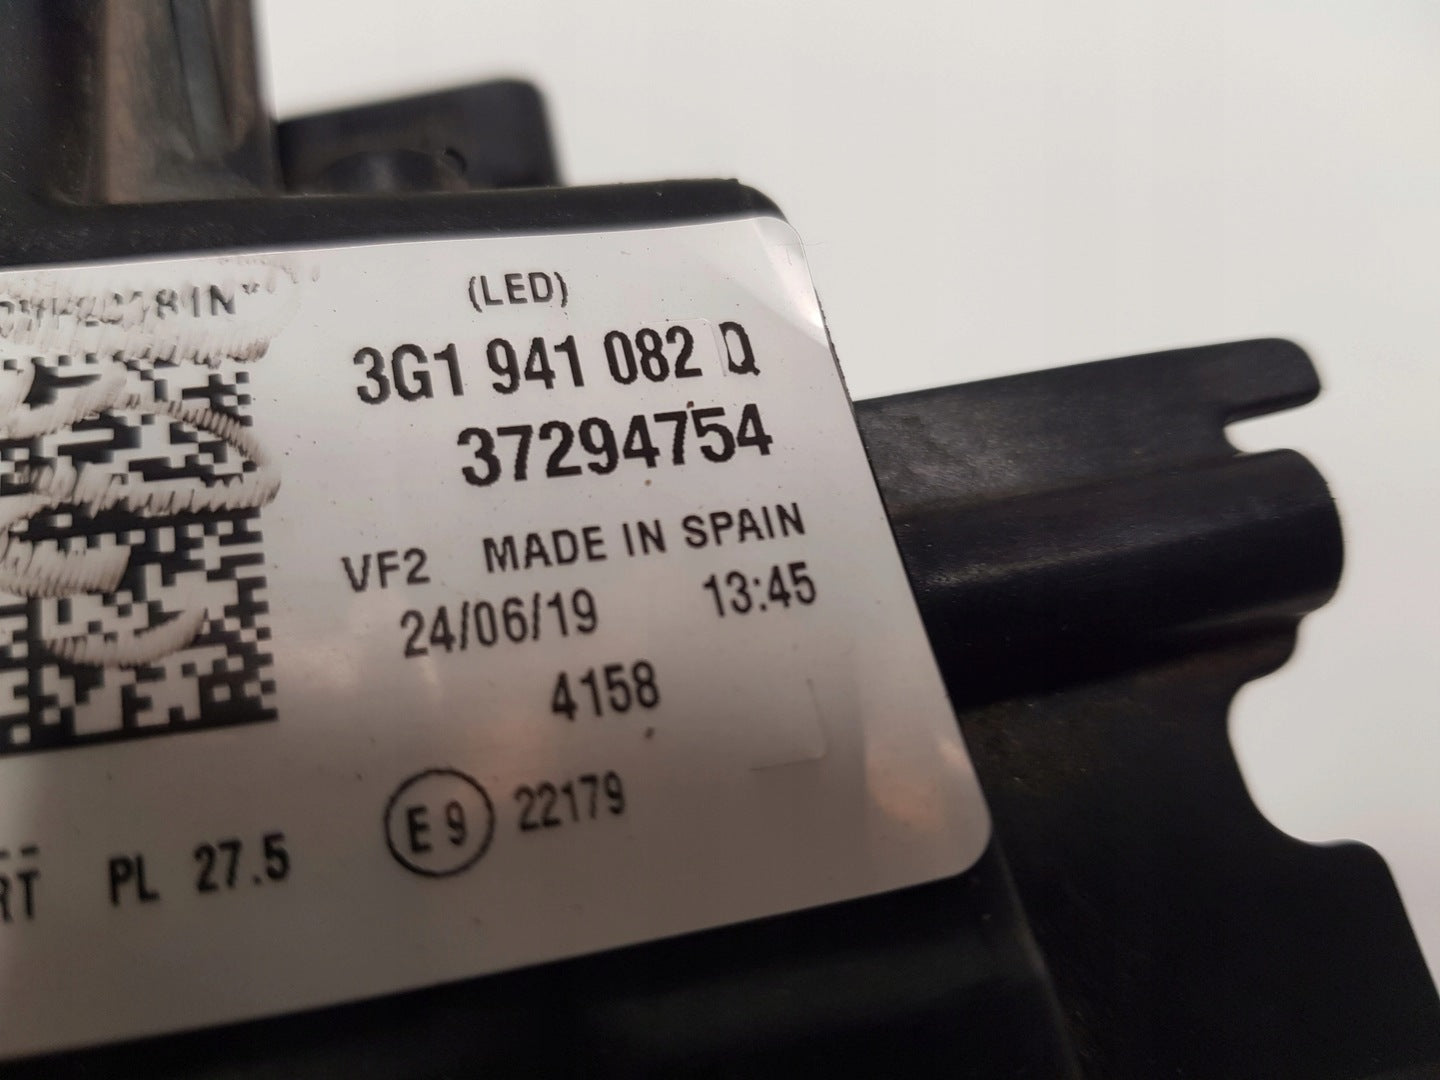 (LED)
3G1 941 082 Q
37294754
VF2 MADE IN SPAIN
24/06/19 13:45
4158
E9 22179
PL 27.5